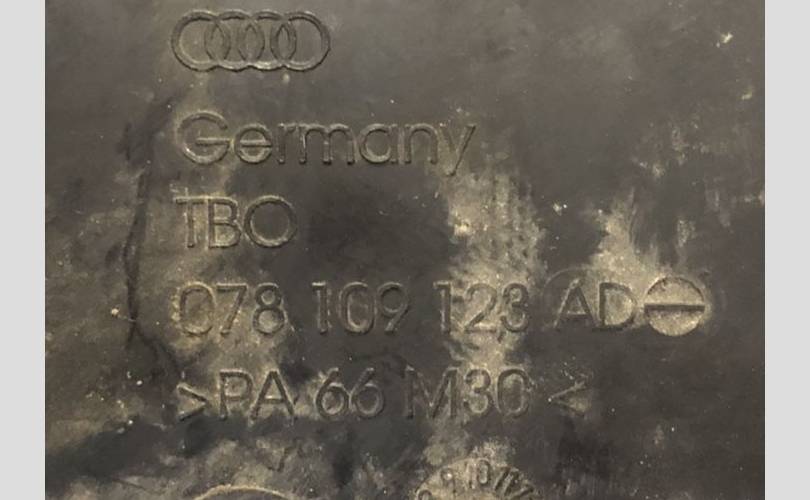 Germany
TBO
078 109 123 AD
>PA 66 M30<